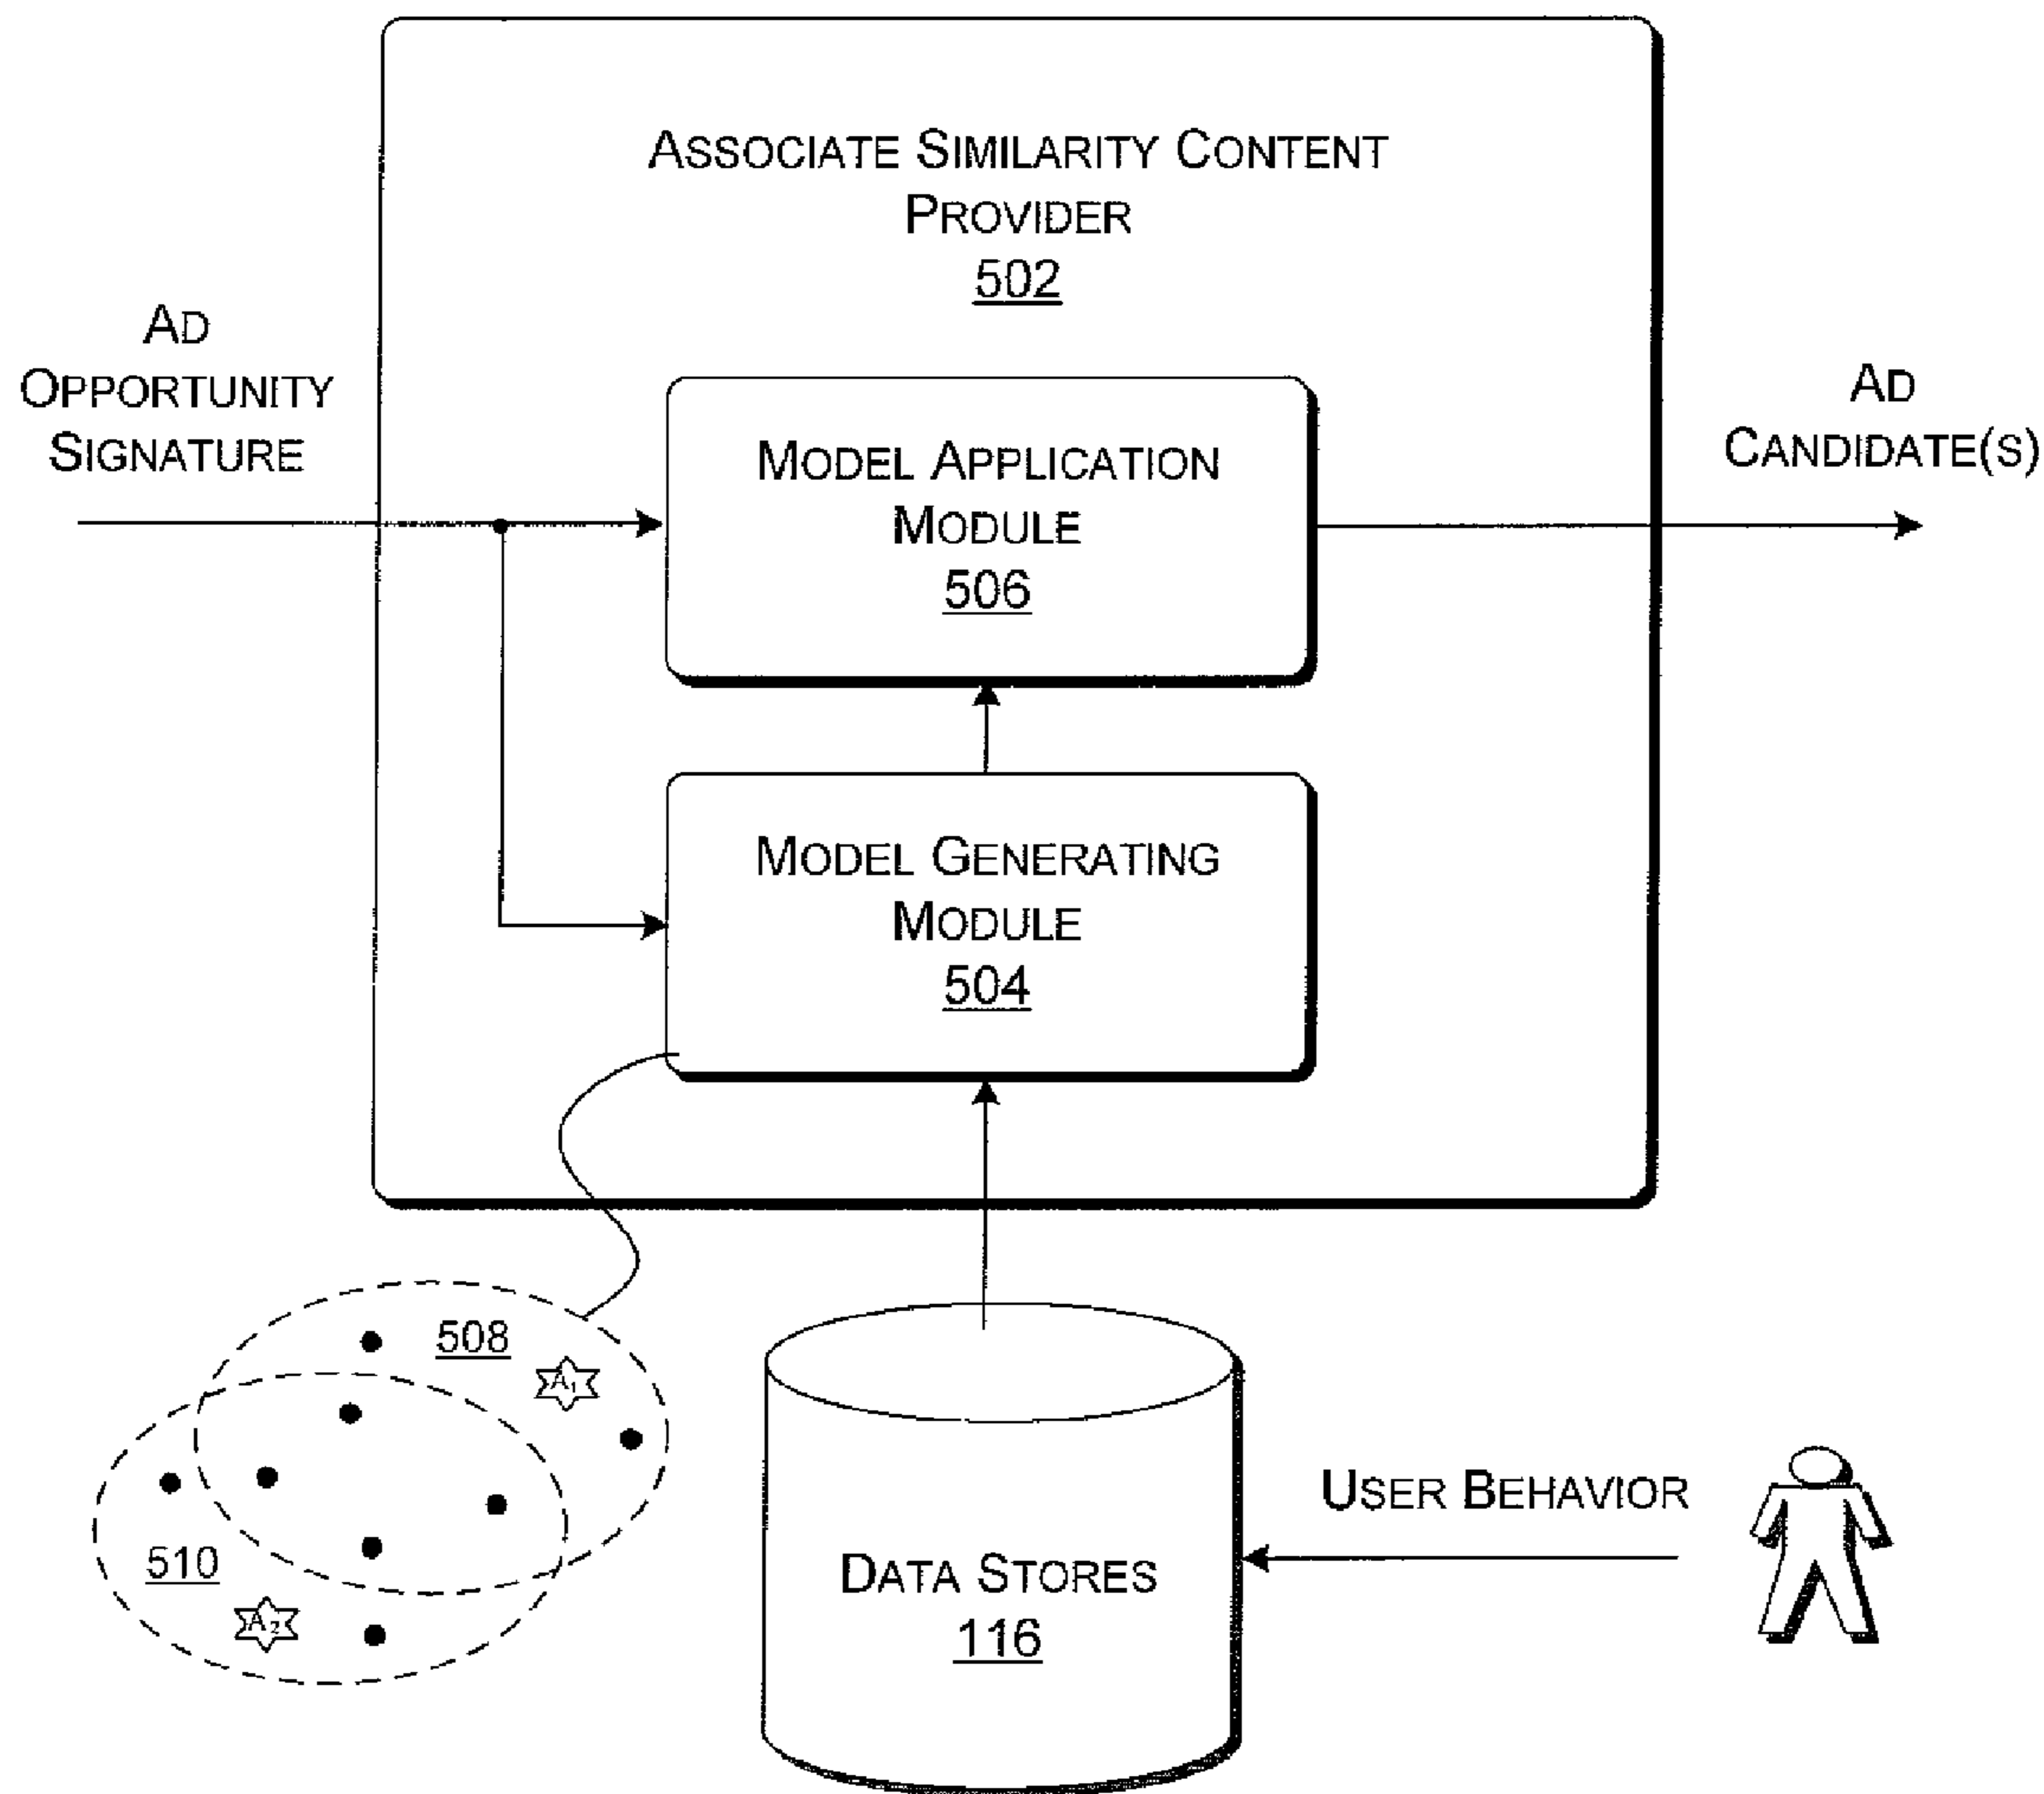 ASSOCIATE SIMILARITY CONTENT
PROVIDER
502
AD
OPPORTUNITY
SIGNATURE
AD
CANDIDATE(S)
MODEL APPLICATION
MODULE
506
MODEL GENERATING
MODULE
504
508
A1
510
A2
USER BEHAVIOR
DATA STORES
116